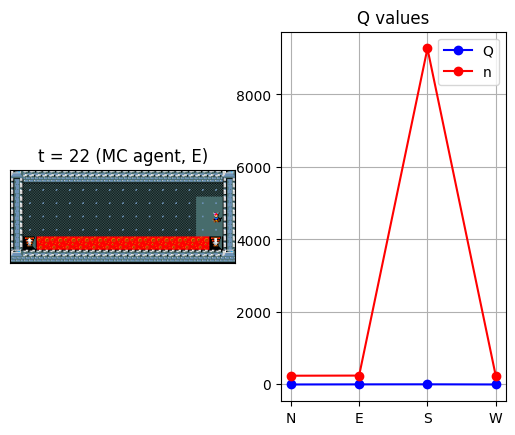 Q values
Q
n
t = 22 (MC agent, E)
8000
6000
4000
2000
0
N E S W